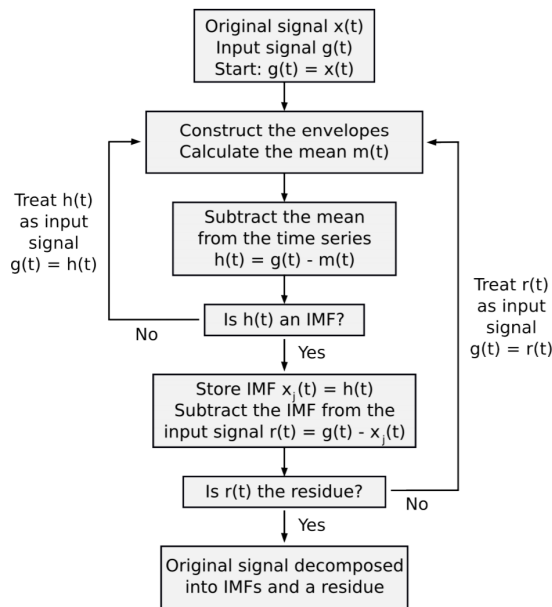 Original signal x(t)
Input signal g(t)
Start: g(t) = x(t)
Construct the envelopes
Calculate the mean m(t)
Treat h(t)
as input
signal
g(t) = h(t)
Subtract the mean
from the time series
h(t) = g(t) - m(t)
Treat r(t)
as input
signal
g(t) = r(t)
Is h(t) an IMF?
No
Yes
Store IMF xⱼ(t) = h(t)
Subtract the IMF from the
input signal r(t) = g(t) - xⱼ(t)
Is r(t) the residue?
No
Yes
Original signal decomposed
into IMFs and a residue